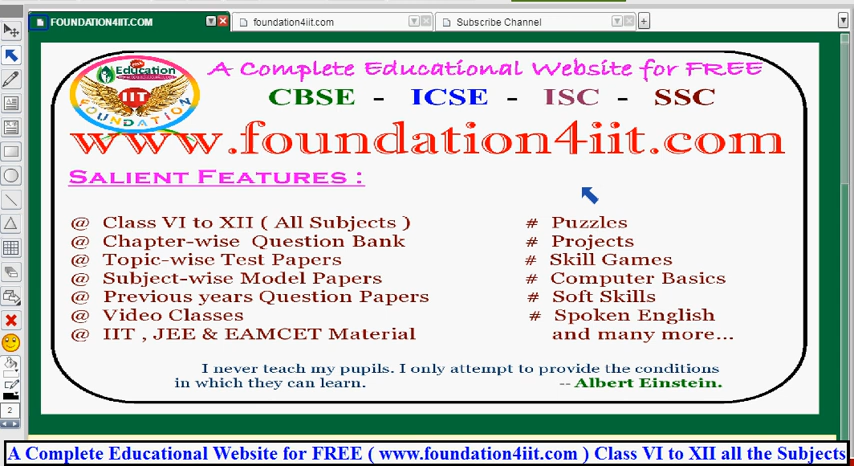 FOUNDATION4IIT.COM
foundation4iit.com
Subscribe Channel
Education
IIT
FOUNDATION
A Complete Educational Website for FREE
CBSE - ICSE - ISC - SSC
www.foundation4iit.com
SALIENT FEATURES :
@ Class VI to XII ( All Subjects )
# Puzzles
@ Chapter-wise Question Bank
# Projects
@ Topic-wise Test Papers
# Skill Games
@ Subject-wise Model Papers
# Computer Basics
@ Previous years Question Papers
# Soft Skills
@ Video Classes
# Spoken English
@ IIT , JEE & EAMCET Material
and many more...
I never teach my pupils. I only attempt to provide the conditions
in which they can learn.
-- Albert Einstein.
2
A Complete Educational Website for FREE ( www.foundation4iit.com ) Class VI to XII all the Subjects